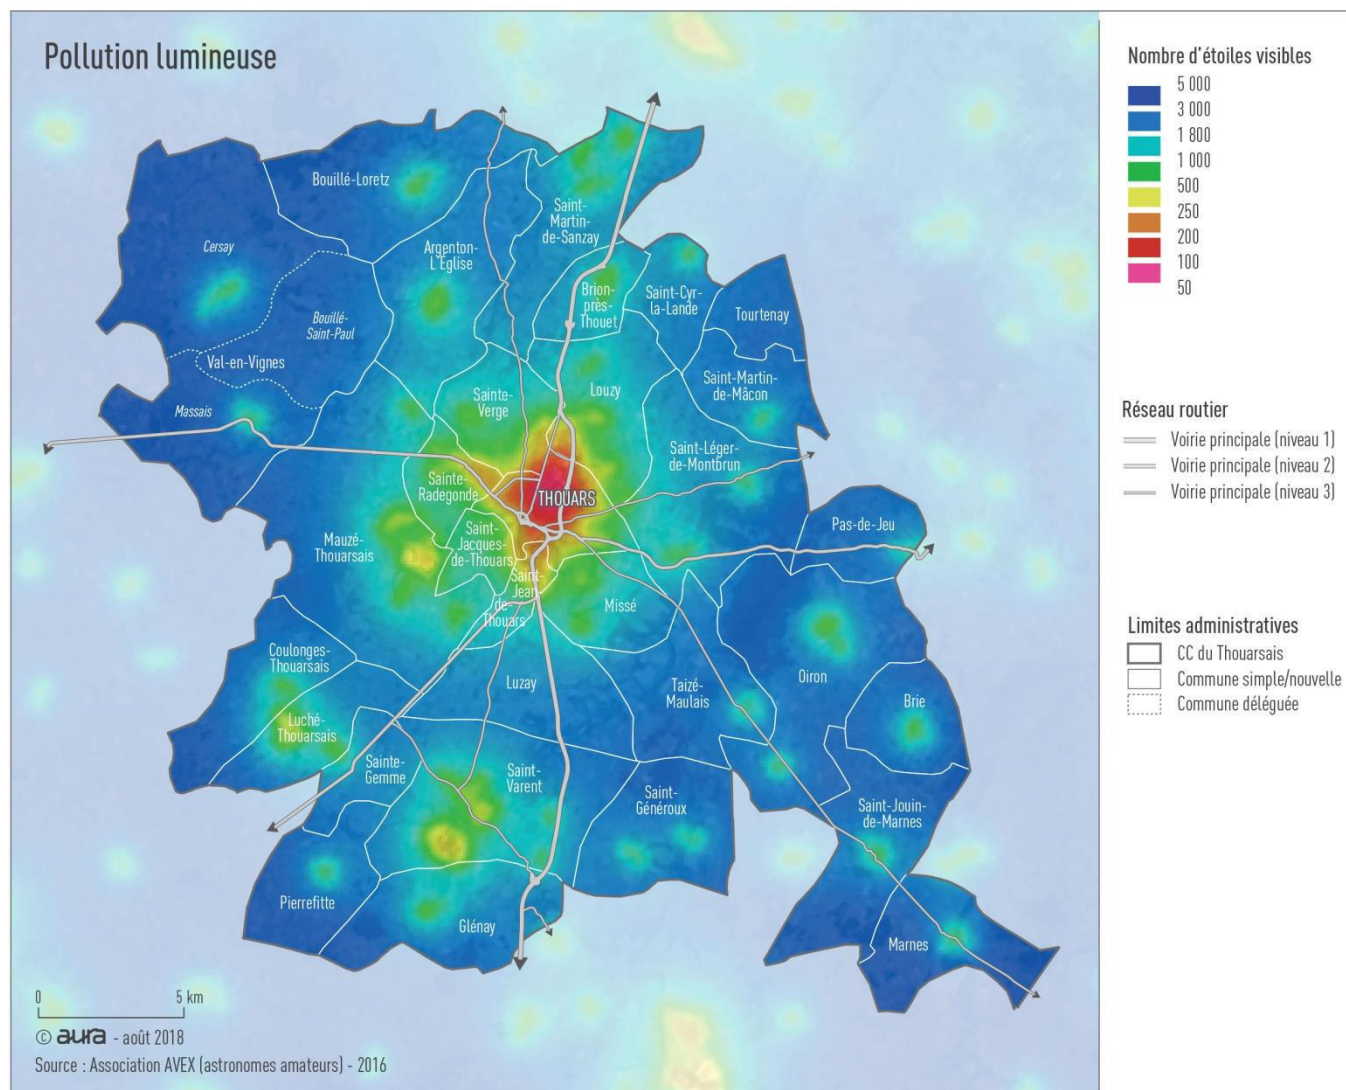 Pollution lumineuse
Bouillé-Loretz
Saint-
Martin-
de-Sanzay
Cersay
Argenton-
L'Eglise
Brion-
près-
Thouet
Saint-Cyr-
la-Lande
Tourtenay
Bouillé-
Saint-Paul
Val-en-Vignes
Massais
Sainte-
Verge
Louzy
Saint-Martin-
de-Mâcon
Saint-Léger-
de-Montbrun
Sainte-
Radegonde
THOUARS
Pas-de-Jeu
Mauzé-
Thouarsais
Saint-
Jacques-
de-Thouars
Saint-
Jean-
de-
Thouars
Missé
Coulonges-
Thouarsais
Luzay
Taizé-
Maulais
Oiron
Brie
Luché-
Thouarsais
Sainte-
Gemme
Saint-
Varent
Saint-
Généroux
Saint-Jouin-
de-Marnes
Pierrefitte
Glénay
Marnes
0 5 km
© aura - août 2018
Source : Association AVEX (astronomes amateurs) - 2016
Nombre d'étoiles visibles
5 000
3 000
1 800
1 000
500
250
200
100
50
Réseau routier
Voirie principale (niveau 1)
Voirie principale (niveau 2)
Voirie principale (niveau 3)
Limites administratives
CC du Thouarsais
Commune simple/nouvelle
Commune déléguée